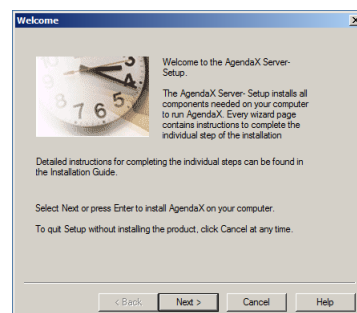 Welcome
Welcome to the AgendaX Server-
Setup.
The AgendaX Server- Setup installs all
components needed on your computer
to run AgendaX. Every wizard page
contains instructions to complete the
individual step of the installation
Detailed instructions for completing the individual steps can be found in
the Installation Guide.
Select Next or press Enter to install AgendaX on your computer.
To quit Setup without installing the product, click Cancel at any time.
< Back Next > Cancel Help